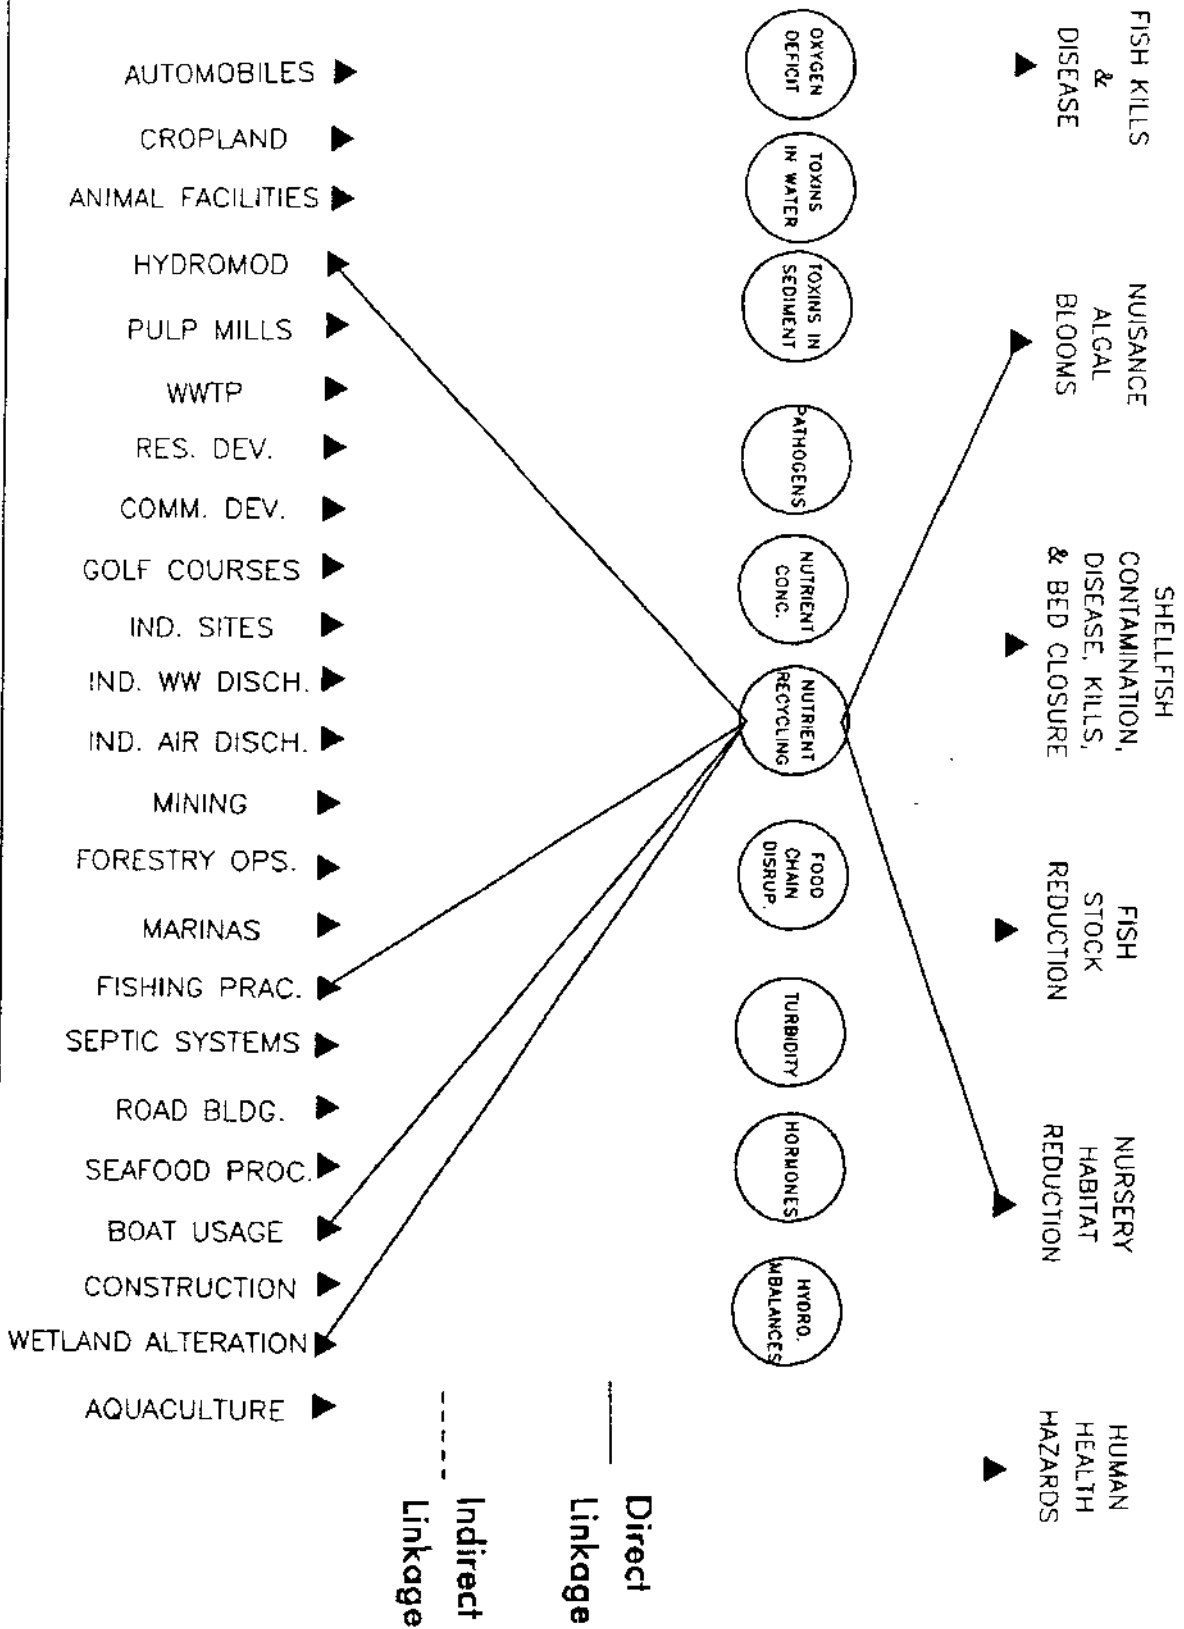 AUTOMOBILES
CROPLAND
ANIMAL FACILITIES
HYDROMOD
PULP MILLS
WWTP
RES. DEV.
COMM. DEV.
GOLF COURSES
IND. SITES
IND. WW DISCH.
IND. AIR DISCH.
MINING
FORESTRY OPS.
MARINAS
FISHING PRAC.
SEPTIC SYSTEMS
ROAD BLDG.
SEAFOOD PROC.
BOAT USAGE
CONSTRUCTION
WETLAND ALTERATION
AQUACULTURE
OXYGEN
DEFICIT
TOXINS
IN WATER
TOXINS IN
SEDIMENT
PATHOGENS
NUTRIENT
CONC.
NUTRIENT
RECYCLING
FOOD
CHAIN
DISRUP.
TURBIDITY
HORMONES
HYDRO.
MBALANCES
FISH KILLS
&
DISEASE
NUISANCE
ALGAL
BLOOMS
SHELLFISH
CONTAMINATION,
DISEASE, KILLS,
& BED CLOSURE
FISH
STOCK
REDUCTION
NURSERY
HABITAT
REDUCTION
HUMAN
HEALTH
HAZARDS
Direct
Linkage
Indirect
Linkage